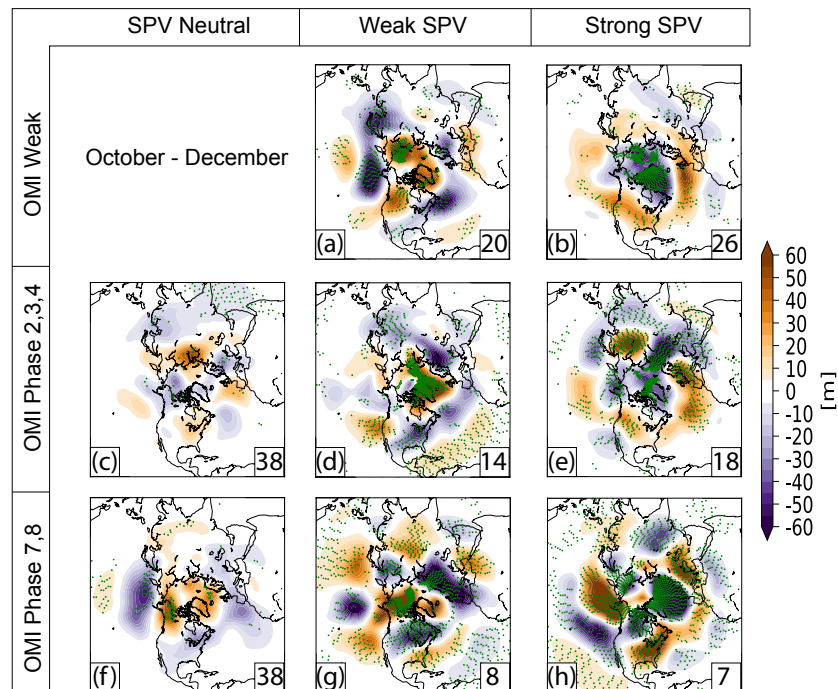 SPV Neutral Weak SPV Strong SPV
OMI Weak
October - December
(a) 20
(b) 26
OMI Phase 2,3,4
(c) 38
(d) 14
(e) 18
OMI Phase 7,8
(f) 38
(g) 8
(h) 7
60
50
40
30
20
10
0
-10
-20
-30
-40
-50
-60
[m]